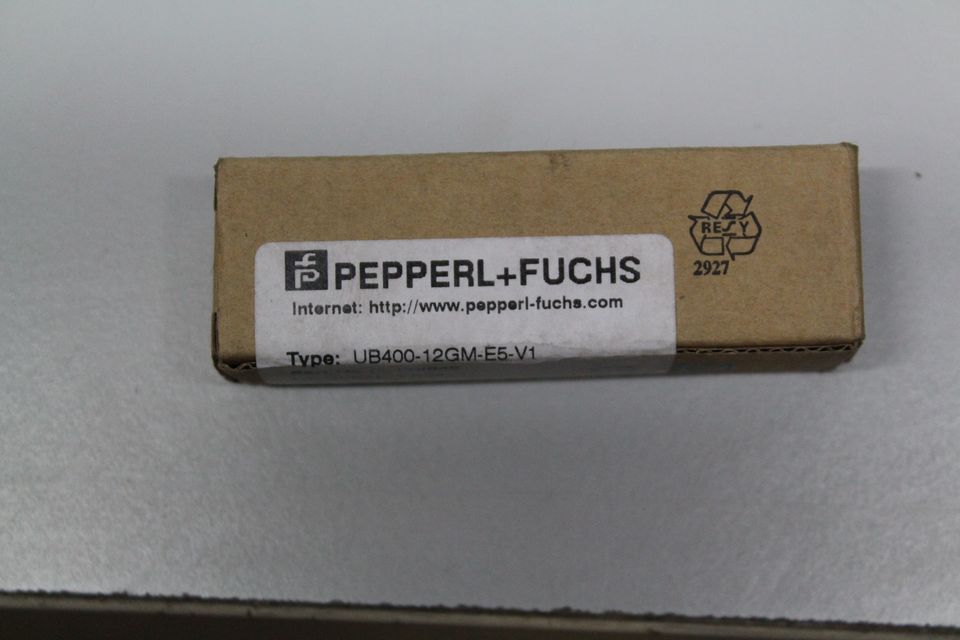 PEPPERL+FUCHS
Internet: http://www.pepperl-fuchs.com
Type: UB400-12GM-E5-V1
RESY
2927